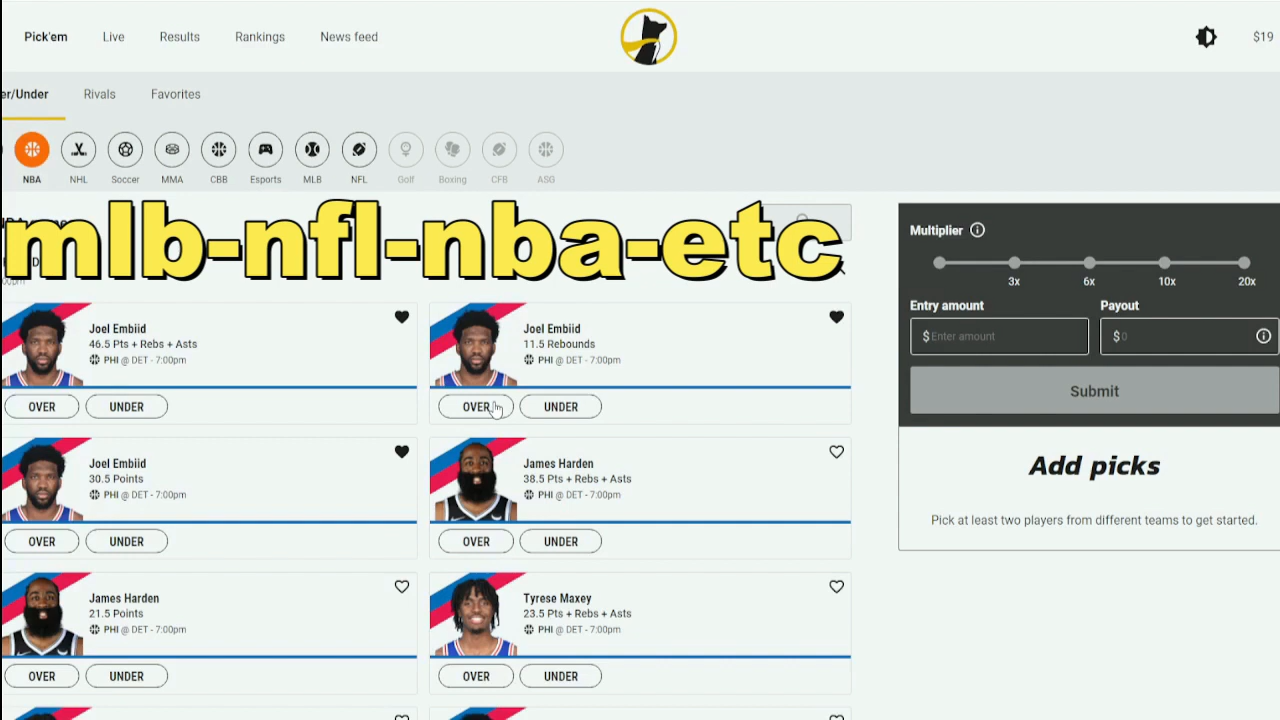 Pick'em Live Results Rankings News feed $19
er/Under Rivals Favorites
NBA NHL Soccer MMA CBB Esports MLB NFL Golf Boxing CFB ASG
mlb-nfl-nba-etc
Joel Embiid
46.5 Pts + Rebs + Asts
PHI @ DET - 7:00pm
OVER UNDER
Joel Embiid
11.5 Rebounds
PHI @ DET - 7:00pm
OVER UNDER
Joel Embiid
30.5 Points
PHI @ DET - 7:00pm
OVER UNDER
James Harden
38.5 Pts + Rebs + Asts
PHI @ DET - 7:00pm
OVER UNDER
James Harden
21.5 Points
PHI @ DET - 7:00pm
OVER UNDER
Tyrese Maxey
23.5 Pts + Rebs + Asts
PHI @ DET - 7:00pm
OVER UNDER
Multiplier
3x 6x 10x 20x
Entry amount Payout
$ Enter amount $ 0
Submit
Add picks
Pick at least two players from different teams to get started.